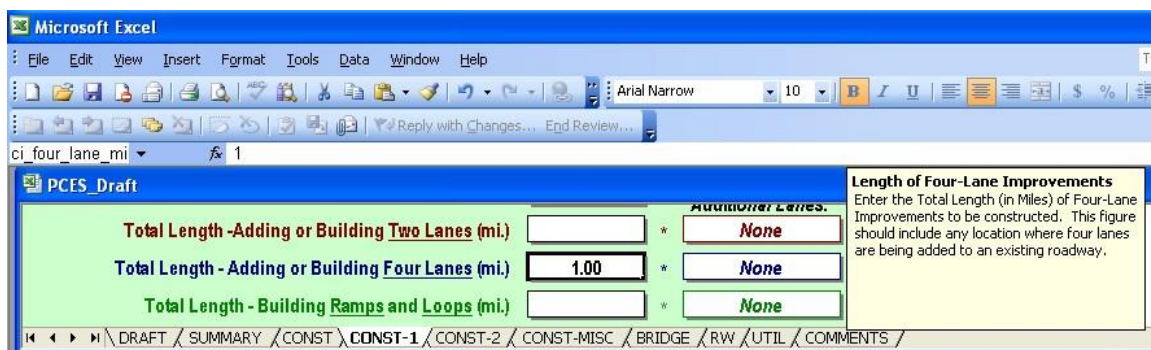 Microsoft Excel
File Edit View Insert Format Tools Data Window Help
Arial Narrow 10 B I U $ %
Reply with Changes... End Review...
ci_four_lane_mi fx 1
PCES_Draft
Additional Lanes:
Total Length -Adding or Building Two Lanes (mi.) * None
Total Length - Adding or Building Four Lanes (mi.) 1.00 * None
Total Length - Building Ramps and Loops (mi.) * None
Length of Four-Lane Improvements
Enter the Total Length (in Miles) of Four-Lane
Improvements to be constructed. This figure
should include any location where four lanes
are being added to an existing roadway.
DRAFT / SUMMARY / CONST \ CONST-1 / CONST-2 / CONST-MISC / BRIDGE / RW / UTIL / COMMENTS /